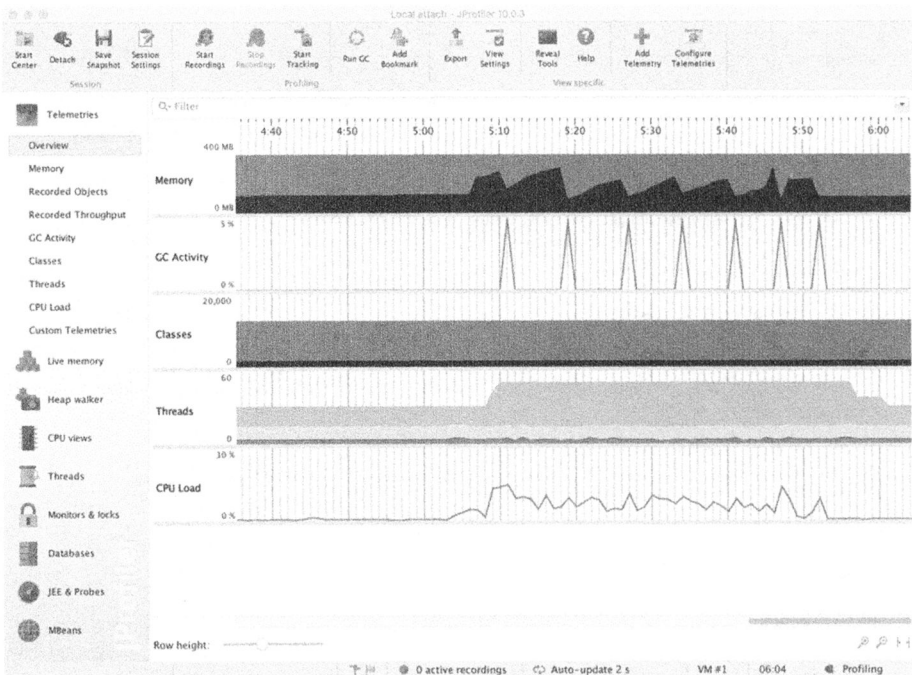 Local attach - JProfiler 10.0.3
Start Center
Detach
Save Snapshot
Session Settings
Start Recordings
Stop Recordings
Start Tracking
Run GC
Add Bookmark
Export
View Settings
Reveal Tools
Help
Add Telemetry
Configure Telemetries
Session
Profiling
View specific
Telemetries
Overview
Memory
Recorded Objects
Recorded Throughput
GC Activity
Classes
Threads
CPU Load
Custom Telemetries
Live memory
Heap walker
CPU views
Threads
Monitors & locks
Databases
JEE & Probes
MBeans
Filter
4:40 4:50 5:00 5:10 5:20 5:30 5:40 5:50 6:00
400 MB
Memory
0 MB
5 %
GC Activity
0 %
20,000
Classes
0
60
Threads
0
10 %
CPU Load
0 %
Row height:
0 active recordings
Auto-update 2 s
VM #1
06:04
Profiling